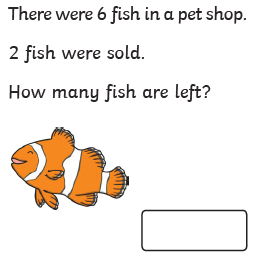 There were 6 fish in a pet shop.
2 fish were sold.
How many fish are left?